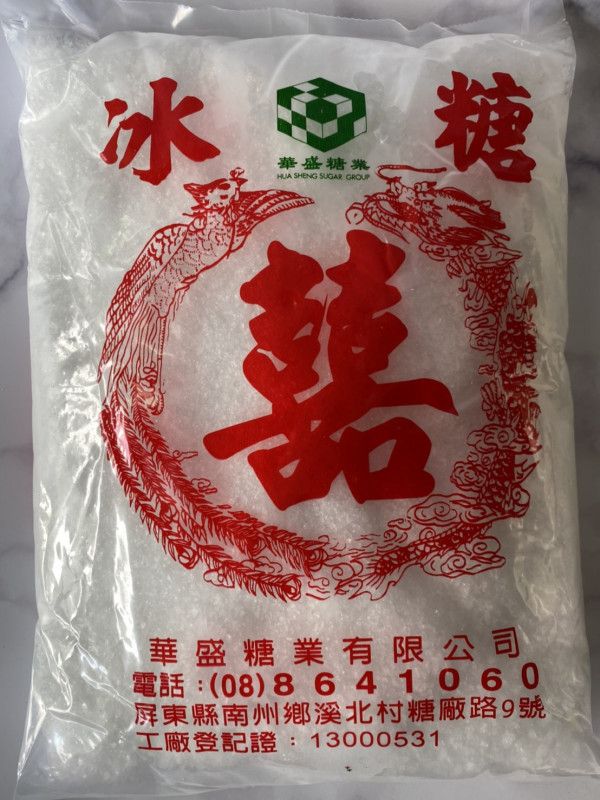 冰 糖
華盛糖業
HUA SHENG SUGAR GROUP
囍
華盛糖業有限公司
電話:(08)8641060
屏東縣南州鄉溪北村糖廠路9號
工廠登記證:13000531